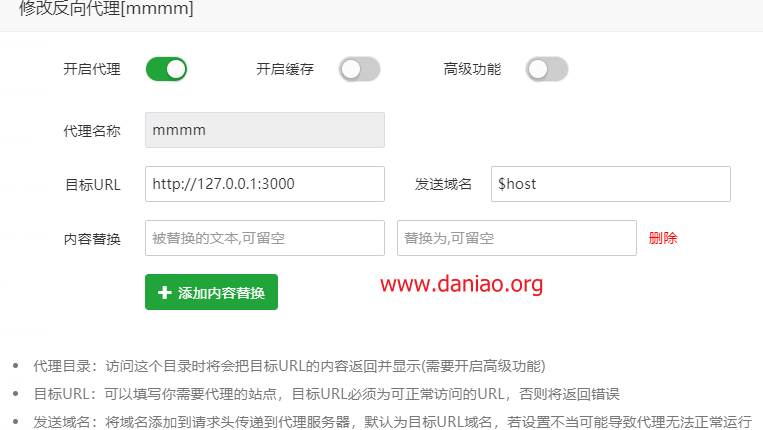 修改反向代理[mmmm]
开启代理 开启缓存 高级功能
代理名称 mmmm
目标URL http://127.0.0.1:3000 发送域名 $host
内容替换 被替换的文本,可留空 替换为,可留空 删除
添加内容替换
www.daniao.org
代理目录：访问这个目录时将会把目标URL的内容返回并显示(需要开启高级功能)
目标URL：可以填写你需要代理的站点，目标URL必须为可正常访问的URL，否则将返回错误
发送域名：将域名添加到请求头传递到代理服务器，默认为目标URL域名，若设置不当可能导致代理无法正常运行